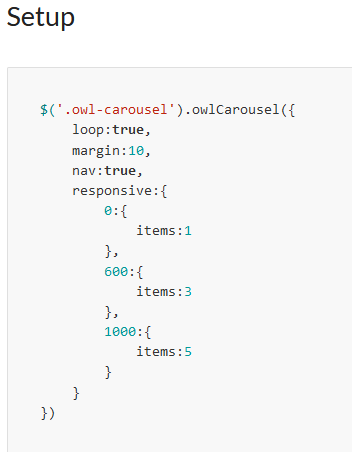 Setup
$('.owl-carousel').owlCarousel({
    loop:true,
    margin:10,
    nav:true,
    responsive:{
        0:{
            items:1
        },
        600:{
            items:3
        },
        1000:{
            items:5
        }
    }
})